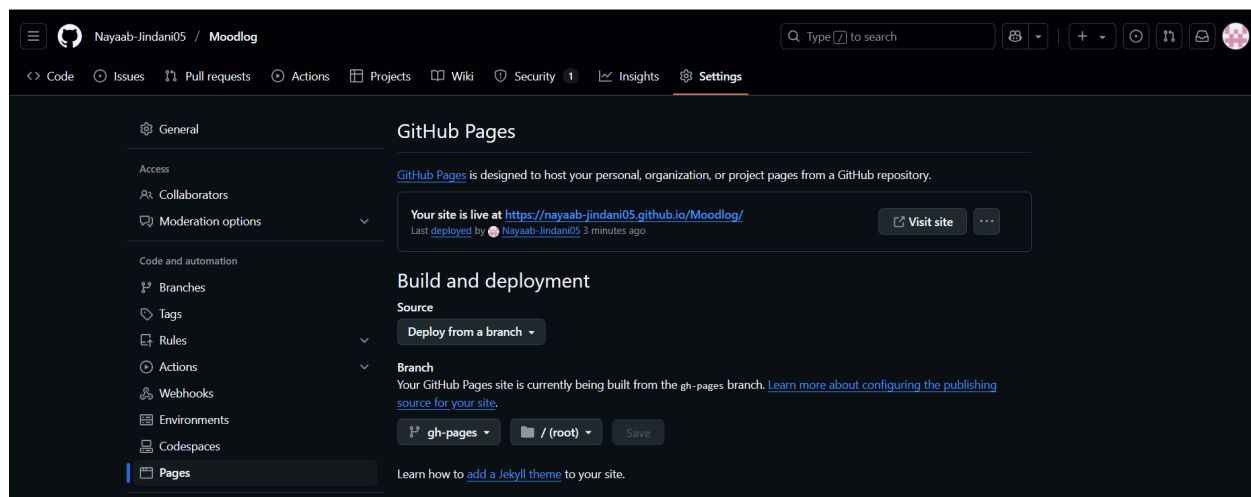 Nayaab-Jindani05 / Moodlog
Type / to search
Code Issues Pull requests Actions Projects Wiki Security 1 Insights Settings
General
Access
Collaborators
Moderation options
Code and automation
Branches
Tags
Rules
Actions
Webhooks
Environments
Codespaces
Pages
GitHub Pages
GitHub Pages is designed to host your personal, organization, or project pages from a GitHub repository.
Your site is live at https://nayaab-jindani05.github.io/Moodlog/
Last deployed by Nayaab-Jindani05 3 minutes ago
Visit site
Build and deployment
Source
Deploy from a branch
Branch
Your GitHub Pages site is currently being built from the gh-pages branch. Learn more about configuring the publishing
source for your site.
gh-pages / (root) Save
Learn how to add a Jekyll theme to your site.